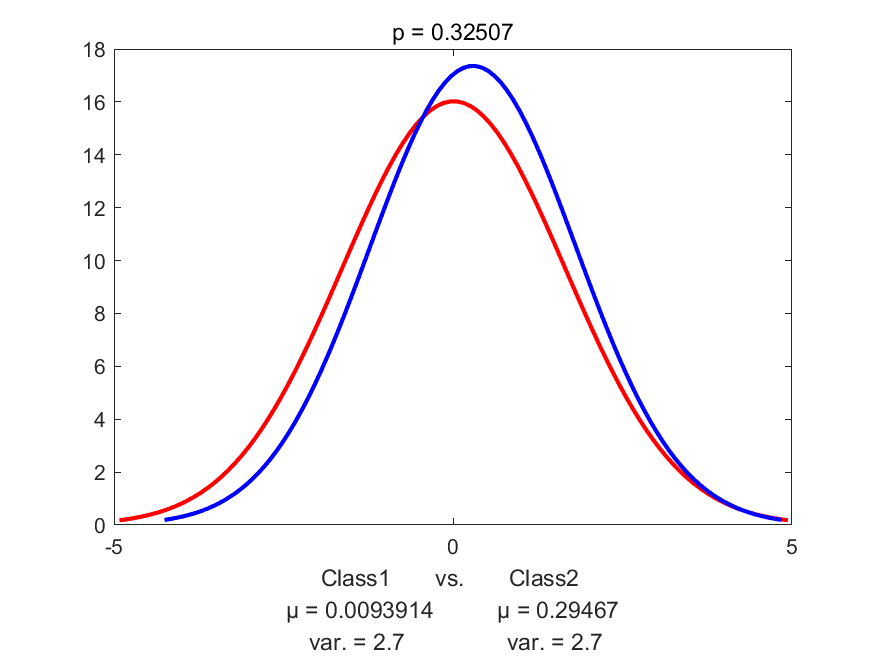 p = 0.32507
18
16
14
12
10
8
6
4
2
0
-5 0 5
Class1 vs. Class2
μ = 0.0093914 μ = 0.29467
var. = 2.7 var. = 2.7